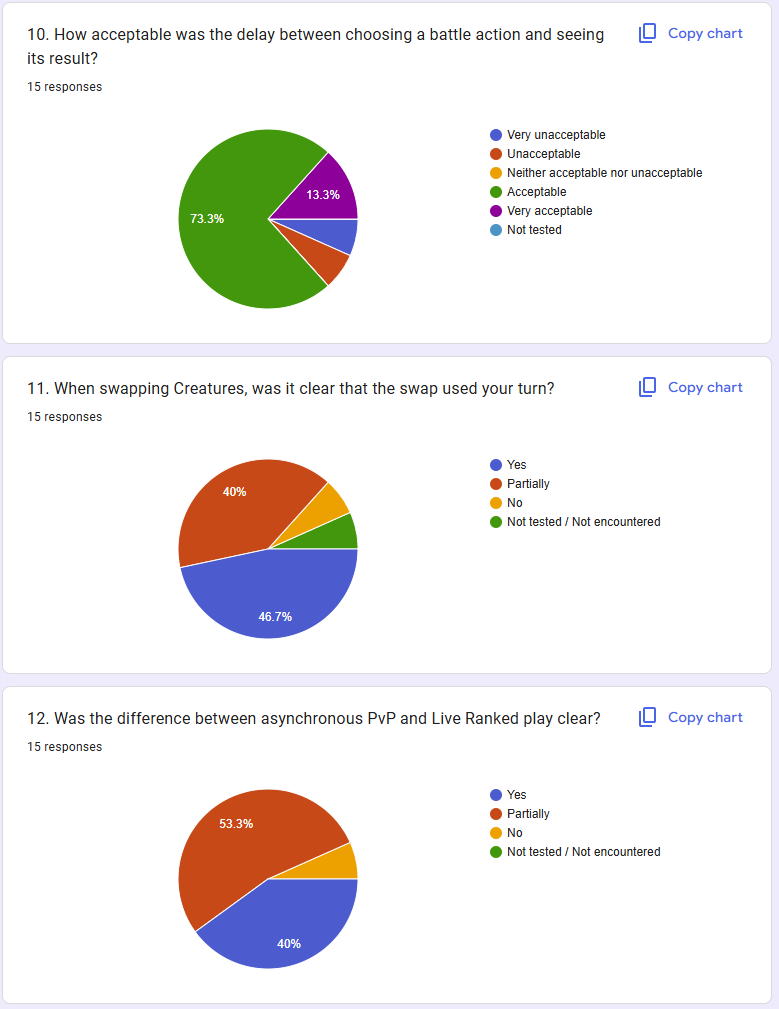 10. How acceptable was the delay between choosing a battle action and seeing
its result?
Copy chart
15 responses
73.3%
13.3%
Very unacceptable
Unacceptable
Neither acceptable nor unacceptable
Acceptable
Very acceptable
Not tested
11. When swapping Creatures, was it clear that the swap used your turn?
Copy chart
15 responses
40%
46.7%
Yes
Partially
No
Not tested / Not encountered
12. Was the difference between asynchronous PvP and Live Ranked play clear?
Copy chart
15 responses
53.3%
40%
Yes
Partially
No
Not tested / Not encountered